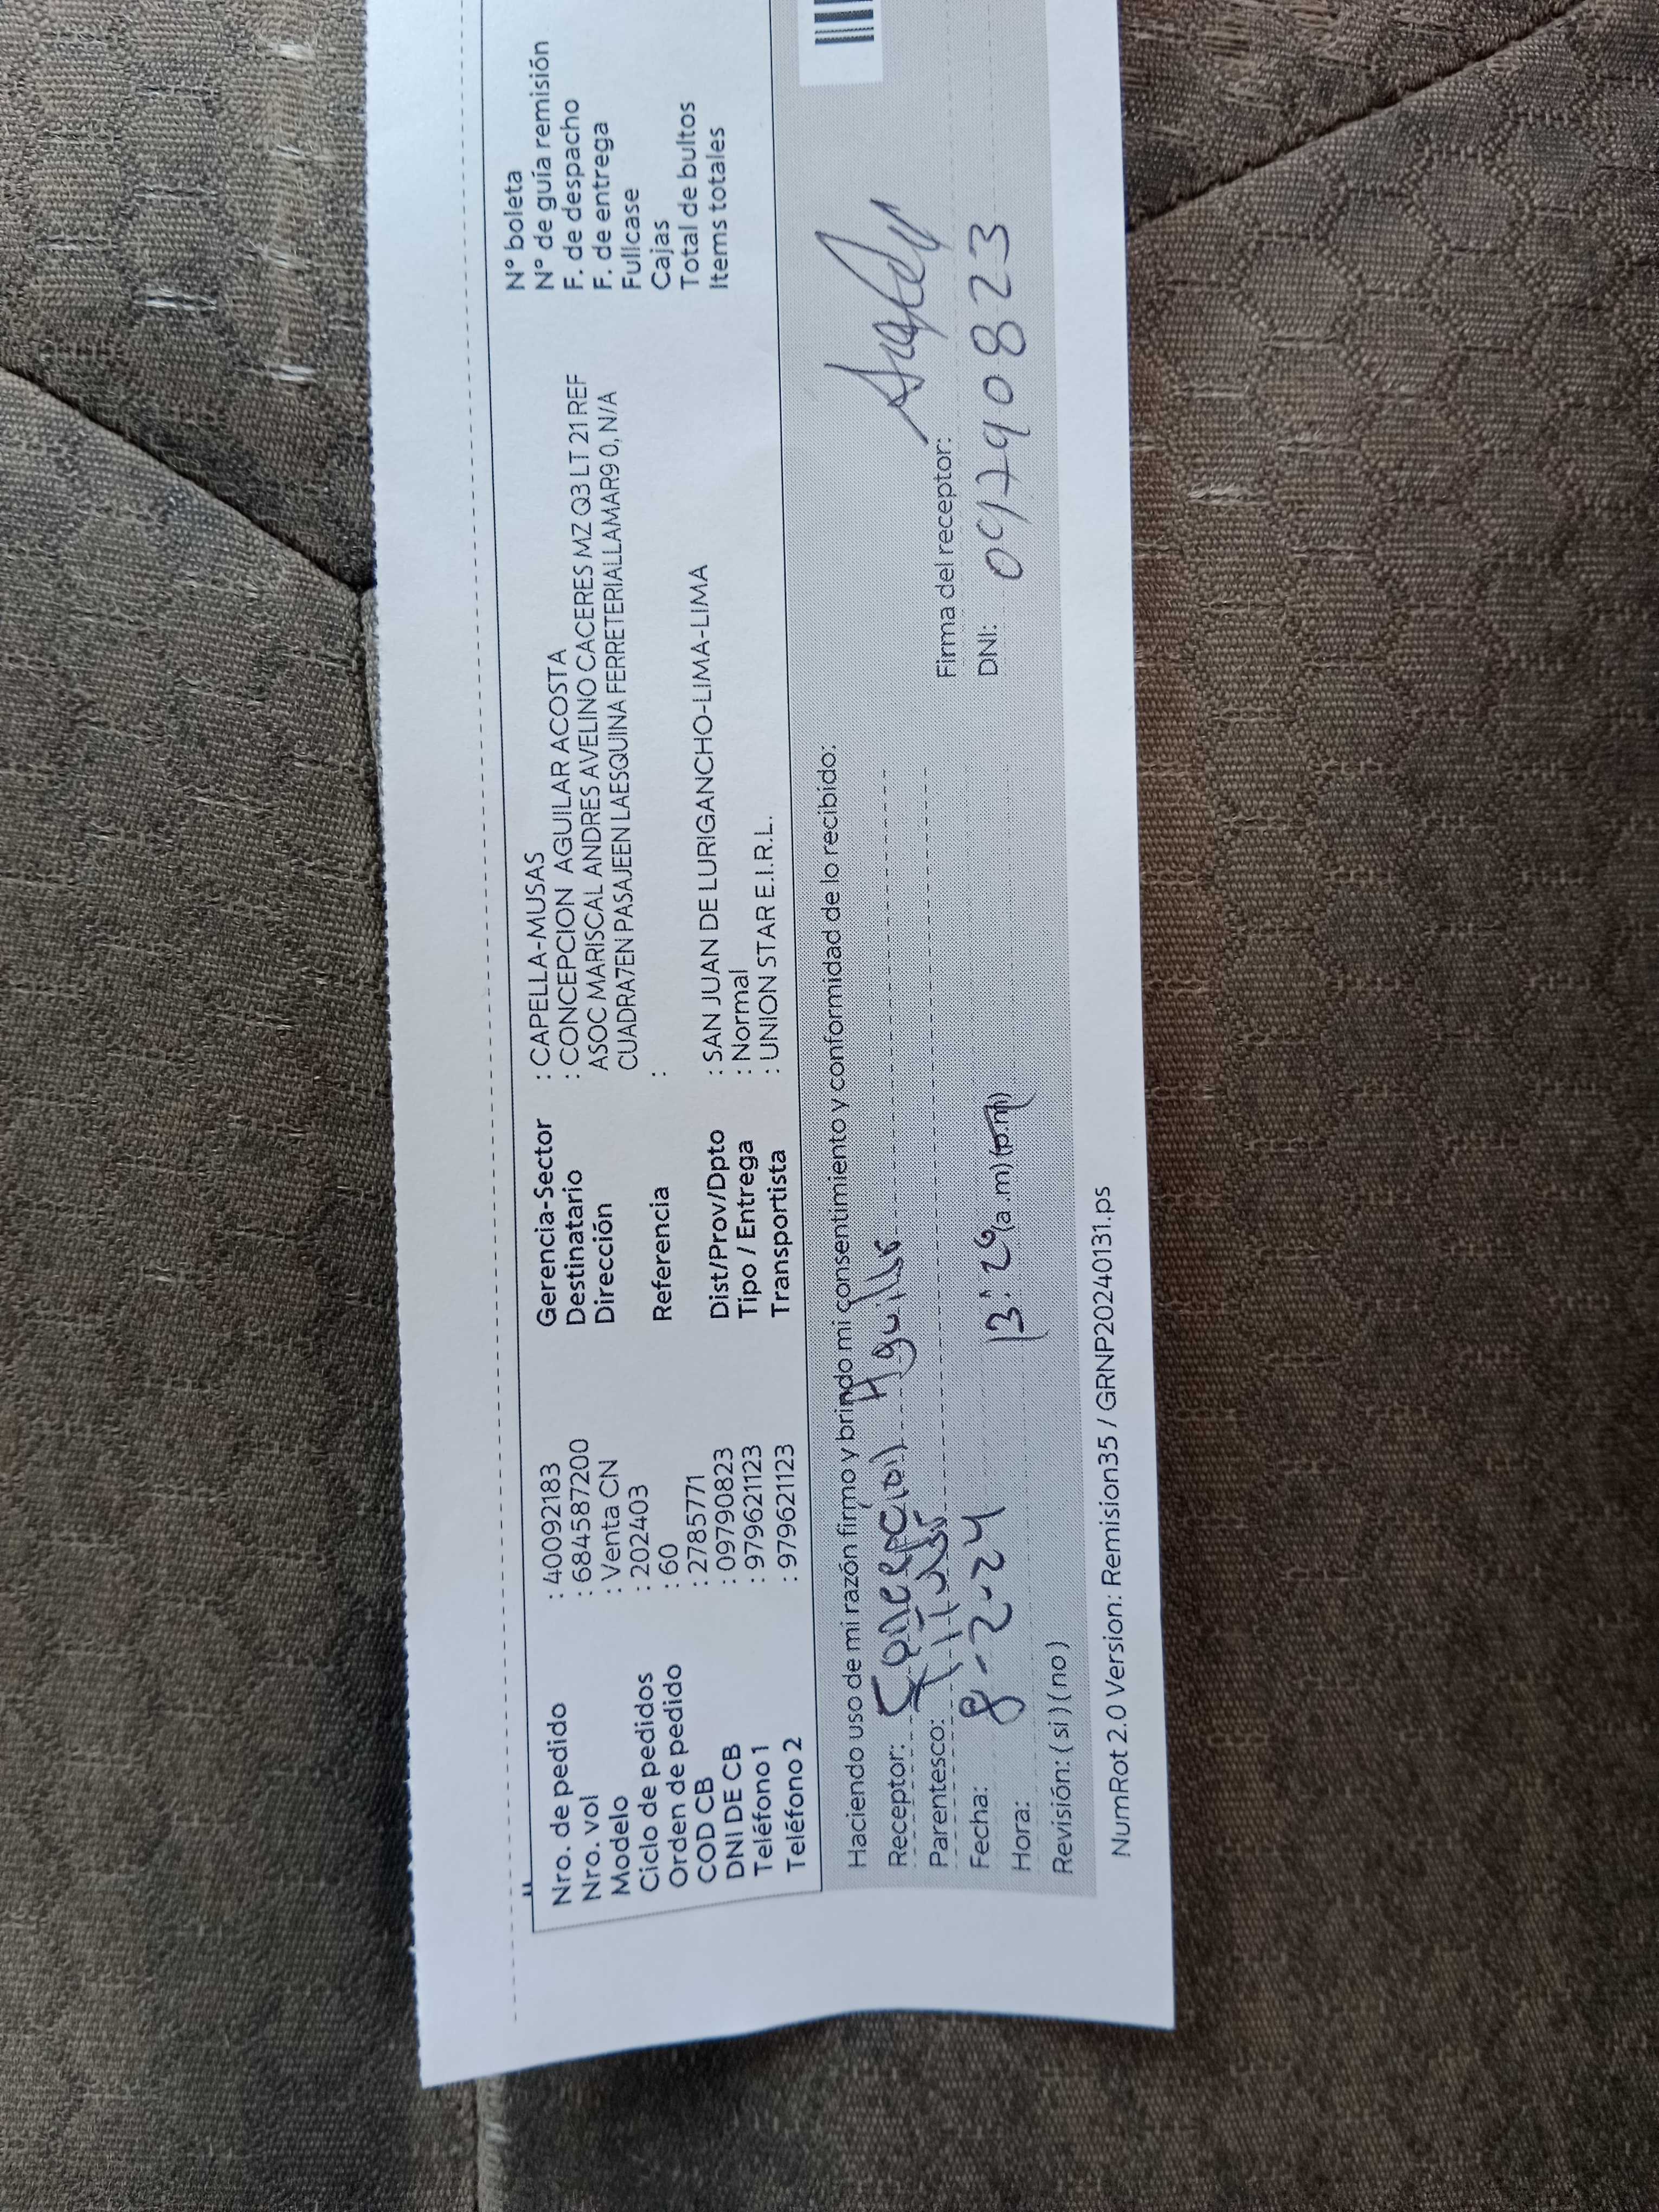 Nro. de pedido : 40092183 Gerencia-Sector : CAPELLA-MUSAS N° boleta
Nro. vol : 684587200 Destinatario : CONCEPCION AGUILAR ACOSTA N° de guía remisión
Modelo : Venta CN Dirección ASOC MARISCAL ANDRES AVELINO CACERES MZ Q3 LT 21 REF F. de despacho
Ciclo de pedidos : 202403 CUADRA7EN PASAJEEN LAESQUINA FERRETERIALLAMAR9 0, N/A F. de entrega
Orden de pedido : 60 Referencia : Fullcase
COD CB : 2785771 Cajas
DNI DE CB : 09790823 Dist/Prov/Dpto : SAN JUAN DE LURIGANCHO-LIMA-LIMA Total de bultos
Teléfono 1 : 979621123 Tipo / Entrega : Normal Items totales
Teléfono 2 : 979621123 Transportista : UNION STAR E.I.R.L.
Haciendo uso de mi razón firmo y brindo mi consentimiento y conformidad de lo recibido:
Receptor: Concepcion Aguilar
Parentesco: Titular Firma del receptor:
Fecha: 8-2-24 DNI: 09790823
Hora: 13:26 (a.m) (p.m)
Revisión: ( si ) ( no )
NumRot 2.0 Version: Remision35 / GRNP20240131.ps